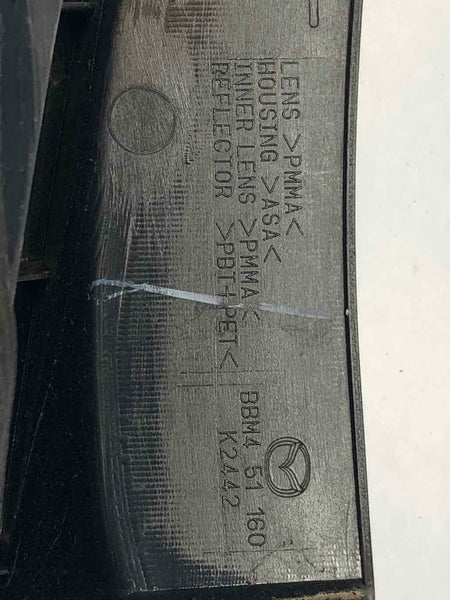 LENS >PMMA<
HOUSING >ASA<
INNER LENS >PMMA<
REFLECTOR >PBT+PET<
BBM4 51 160
K2442